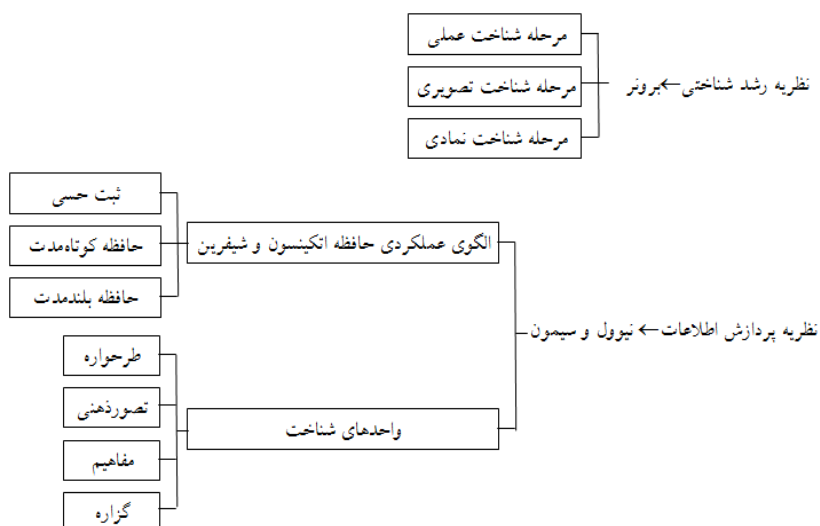 مرحله شناخت عملی
نظریه رشد شناختی←برونر
مرحله شناخت تصویری
مرحله شناخت نمادی
ثبت حسی
الگوی عملکردی حافظه اتکینسون و شیفرین
حافظه کوتاه‌مدت
حافظه بلندمدت
نظریه پردازش اطلاعات← نیوول و سیمون
طرحواره
تصورذهنی
واحدهای شناخت
مفاهیم
گزاره